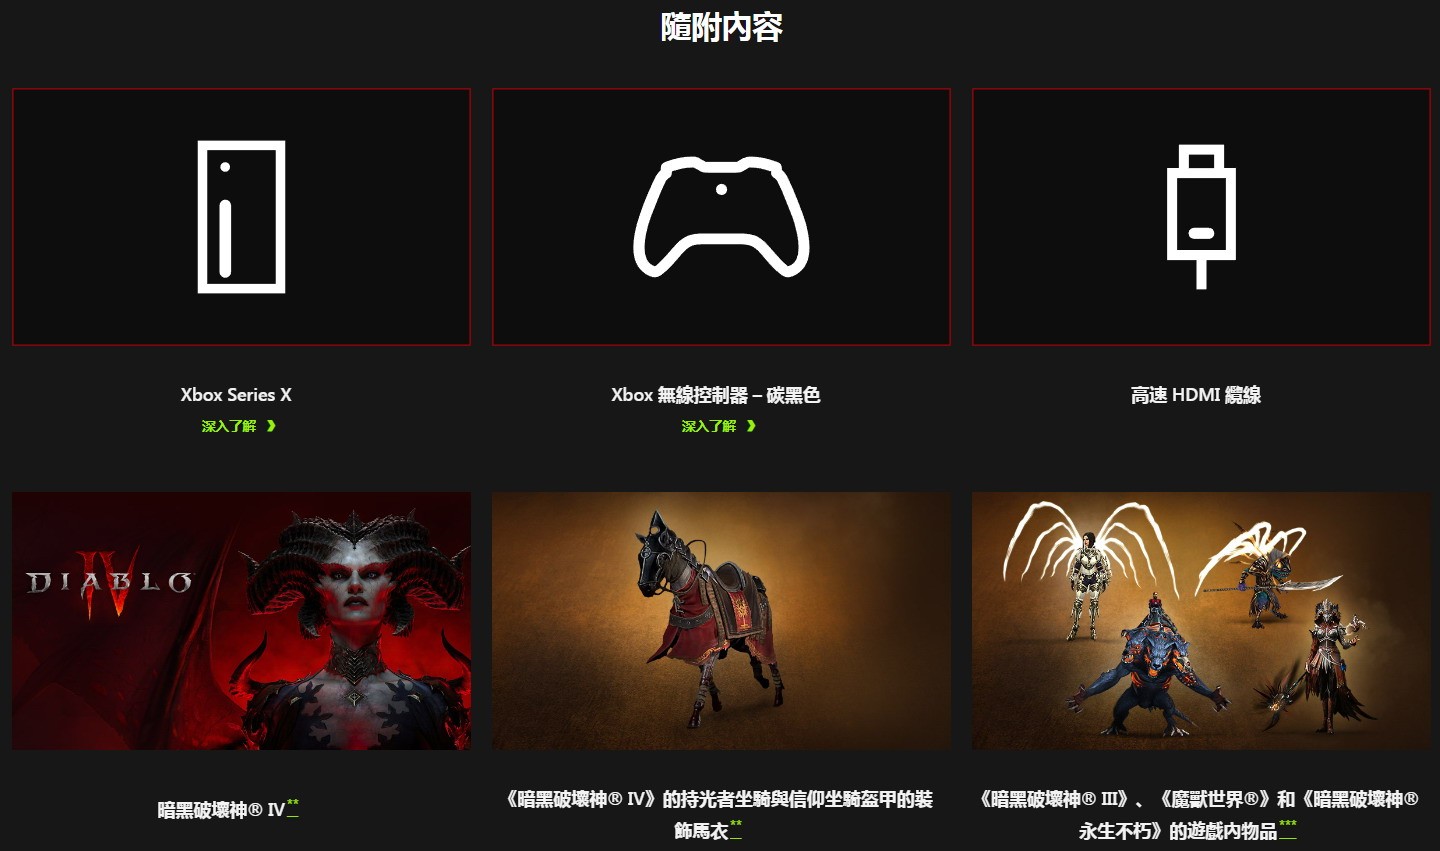 隨附內容
Xbox Series X
深入了解 ❯
Xbox 無線控制器 – 碳黑色
深入了解 ❯
高速 HDMI 纜線
DIABLO IV
暗黑破壞神® IV**
《暗黑破壞神® IV》的持光者坐騎與信仰坐騎盔甲的裝
飾馬衣**
《暗黑破壞神® III》、《魔獸世界®》和《暗黑破壞神®
永生不朽》的遊戲內物品***